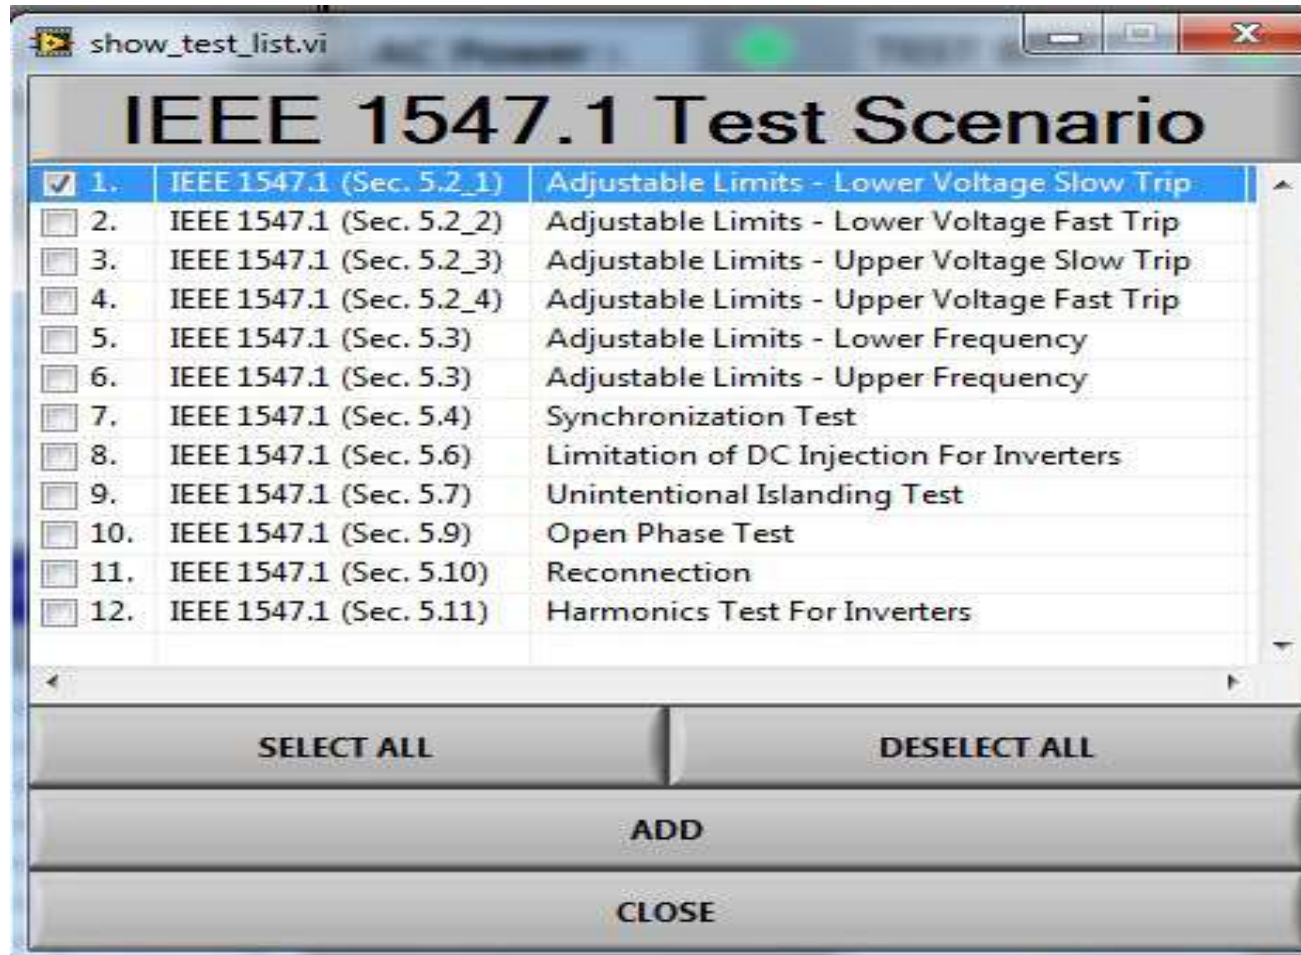 show_test_list.vi AC Power :
IEEE 1547.1 Test Scenario
1. IEEE 1547.1 (Sec. 5.2_1) Adjustable Limits - Lower Voltage Slow Trip
2. IEEE 1547.1 (Sec. 5.2_2) Adjustable Limits - Lower Voltage Fast Trip
3. IEEE 1547.1 (Sec. 5.2_3) Adjustable Limits - Upper Voltage Slow Trip
4. IEEE 1547.1 (Sec. 5.2_4) Adjustable Limits - Upper Voltage Fast Trip
5. IEEE 1547.1 (Sec. 5.3) Adjustable Limits - Lower Frequency
6. IEEE 1547.1 (Sec. 5.3) Adjustable Limits - Upper Frequency
7. IEEE 1547.1 (Sec. 5.4) Synchronization Test
8. IEEE 1547.1 (Sec. 5.6) Limitation of DC Injection For Inverters
9. IEEE 1547.1 (Sec. 5.7) Unintentional Islanding Test
10. IEEE 1547.1 (Sec. 5.9) Open Phase Test
11. IEEE 1547.1 (Sec. 5.10) Reconnection
12. IEEE 1547.1 (Sec. 5.11) Harmonics Test For Inverters
SELECT ALL DESELECT ALL
ADD
CLOSE